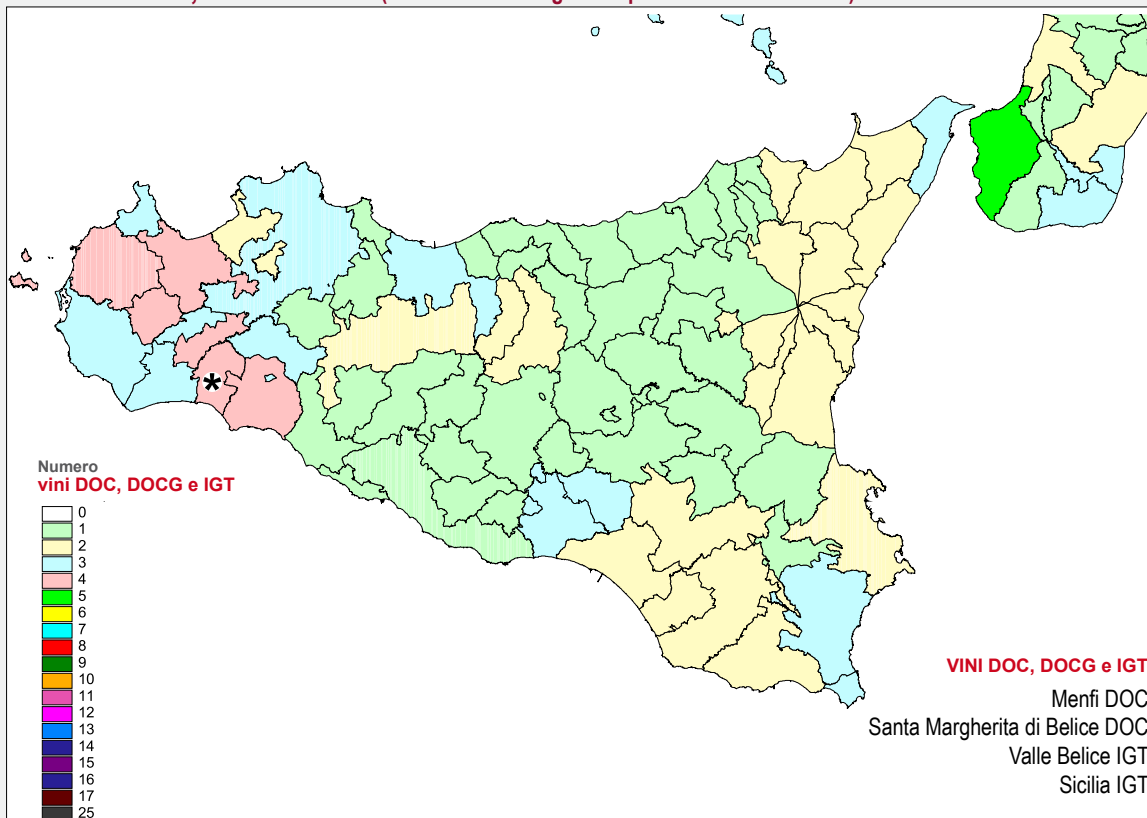 *
Numero
vini DOC, DOCG e IGT
0
1
2
3
4
5
6
7
8
9
10
11
12
13
14
15
16
17
25
VINI DOC, DOCG e IGT
Menfi DOC
Santa Margherita di Belice DOC
Valle Belice IGT
Sicilia IGT